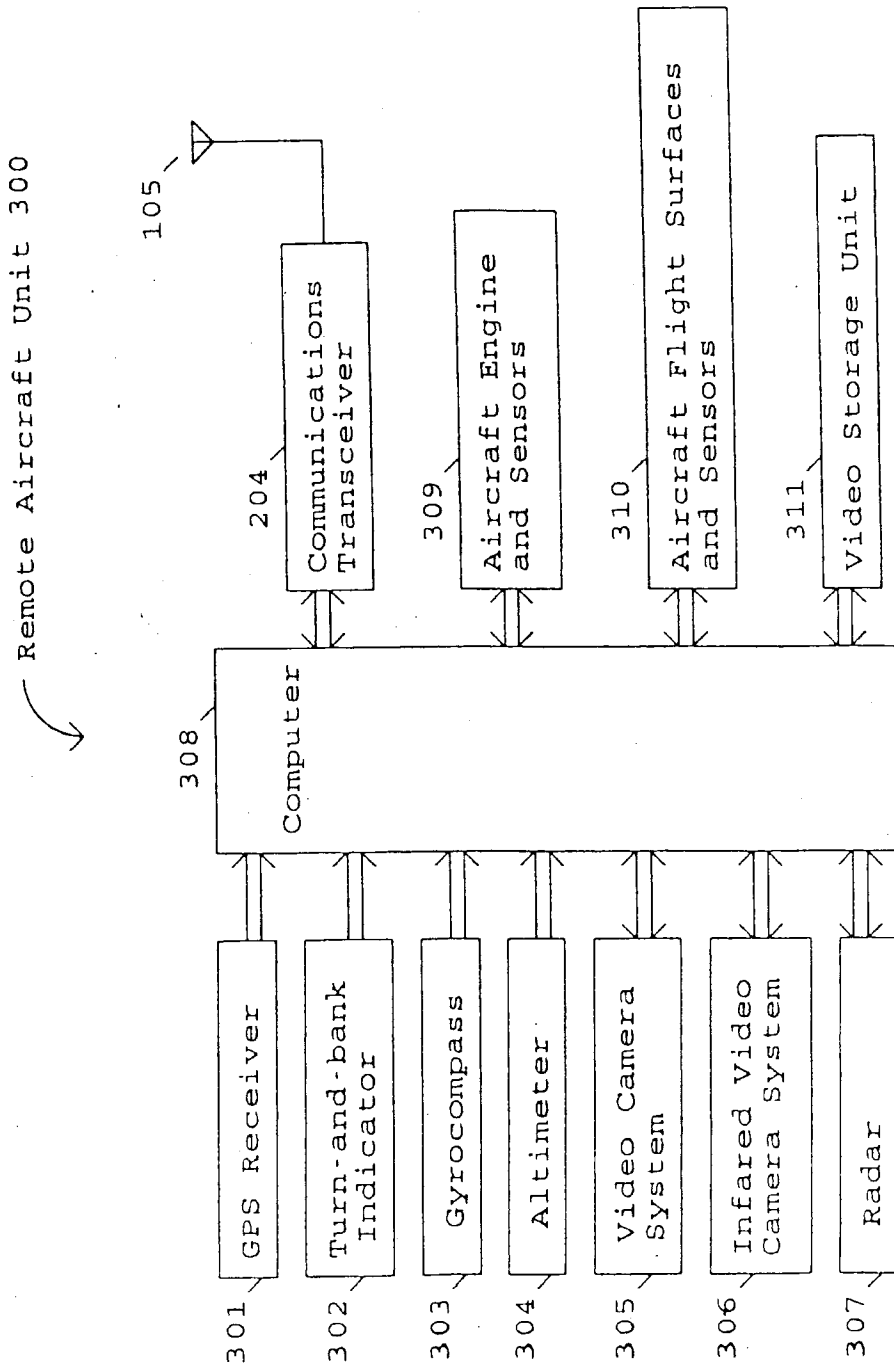 Remote Aircraft Unit 300
105
308
301
GPS Receiver
302
Turn-and-bank
Indicator
303
Gyrocompass
304
Altimeter
305
Video Camera
System
306
Infared Video
Camera System
307
Radar
Computer
204
Communications
Transceiver
309
Aircraft Engine
and Sensors
310
Aircraft Flight Surfaces
and Sensors
311
Video Storage Unit